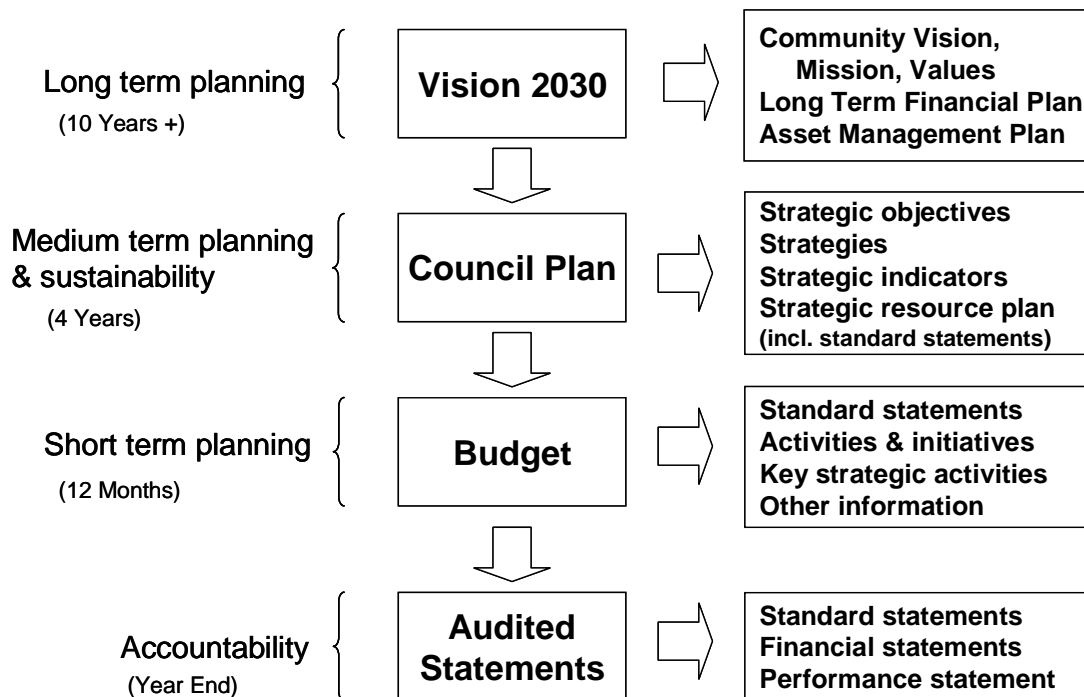 Long term planning
(10 Years +)
Vision 2030
Community Vision,
Mission, Values
Long Term Financial Plan
Asset Management Plan
Medium term planning
& sustainability
(4 Years)
Council Plan
Strategic objectives
Strategies
Strategic indicators
Strategic resource plan
(incl. standard statements)
Short term planning
(12 Months)
Budget
Standard statements
Activities & initiatives
Key strategic activities
Other information
Accountability
(Year End)
Audited
Statements
Standard statements
Financial statements
Performance statement